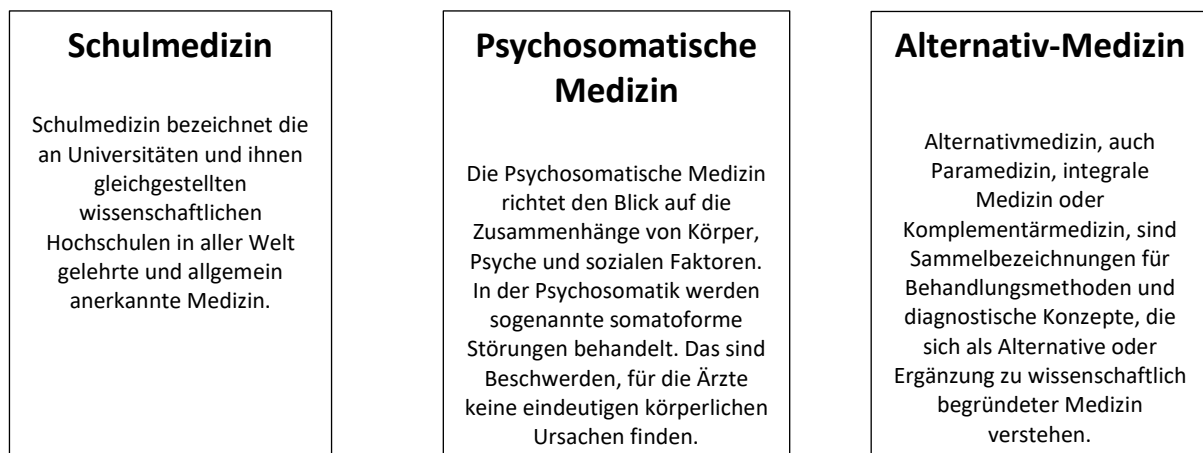 Schulmedizin
Schulmedizin bezeichnet die
an Universitäten und ihnen
gleichgestellten
wissenschaftlichen
Hochschulen in aller Welt
gelehrte und allgemein
anerkannte Medizin.
Psychosomatische
Medizin
Die Psychosomatische Medizin
richtet den Blick auf die
Zusammenhänge von Körper,
Psyche und sozialen Faktoren.
In der Psychosomatik werden
sogenannte somatoforme
Störungen behandelt. Das sind
Beschwerden, für die Ärzte
keine eindeutigen körperlichen
Ursachen finden.
Alternativ-Medizin
Alternativmedizin, auch
Paramedizin, integrale
Medizin oder
Komplementärmedizin, sind
Sammelbezeichnungen für
Behandlungsmethoden und
diagnostische Konzepte, die
sich als Alternative oder
Ergänzung zu wissenschaftlich
begründeter Medizin
verstehen.